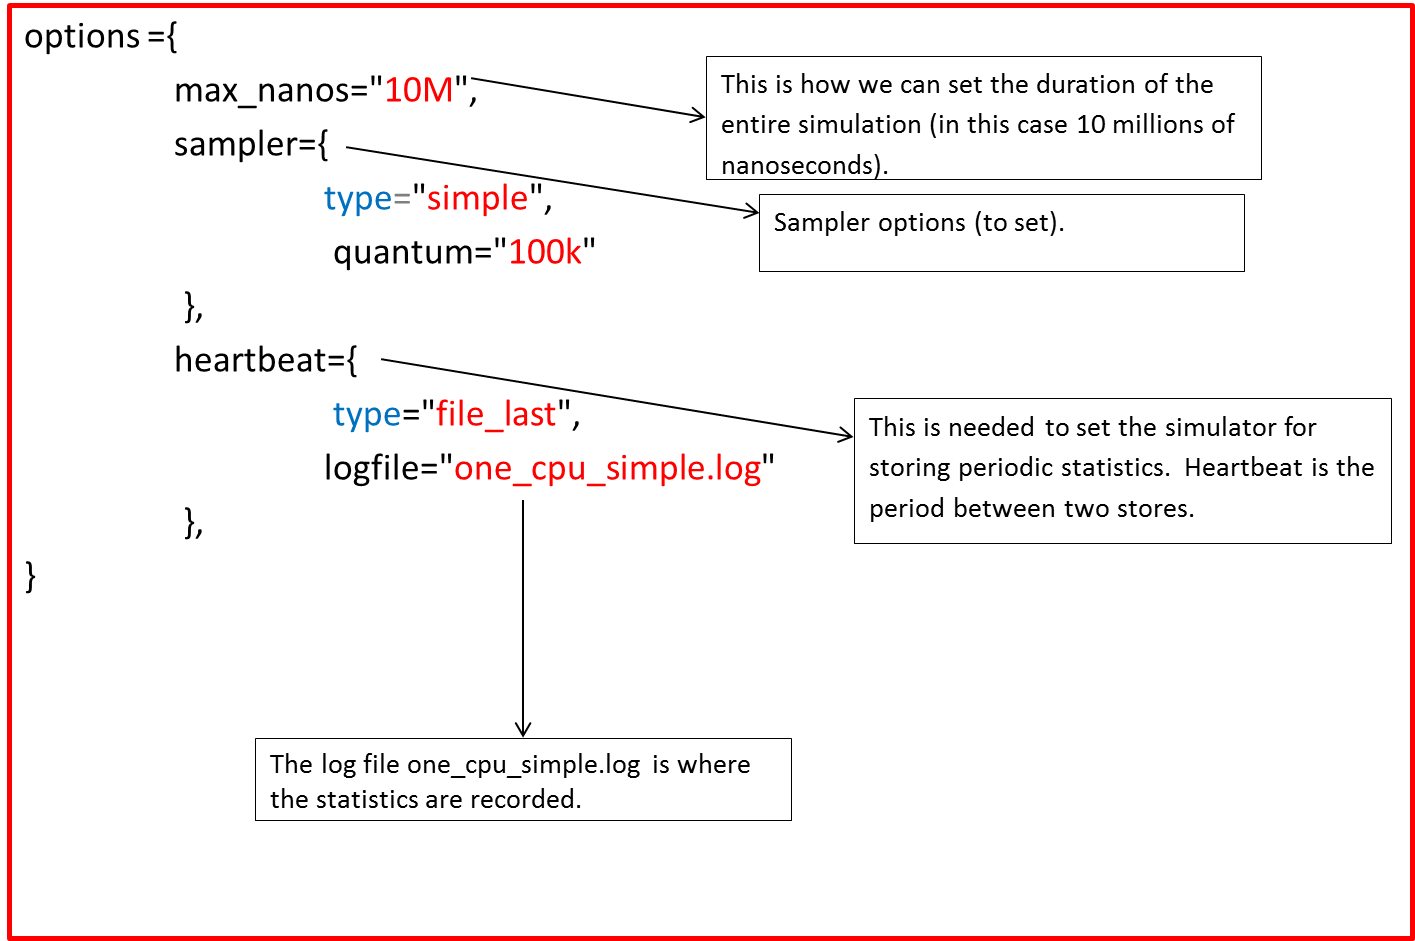 options ={
max_nanos="10M",
sampler={
type="simple",
quantum="100k"
},
heartbeat={
type="file_last",
logfile="one_cpu_simple.log"
},
}
This is how we can set the duration of the
entire simulation (in this case 10 millions of
nanoseconds).
Sampler options (to set).
This is needed to set the simulator for
storing periodic statistics. Heartbeat is the
period between two stores.
The log file one_cpu_simple.log is where
the statistics are recorded.